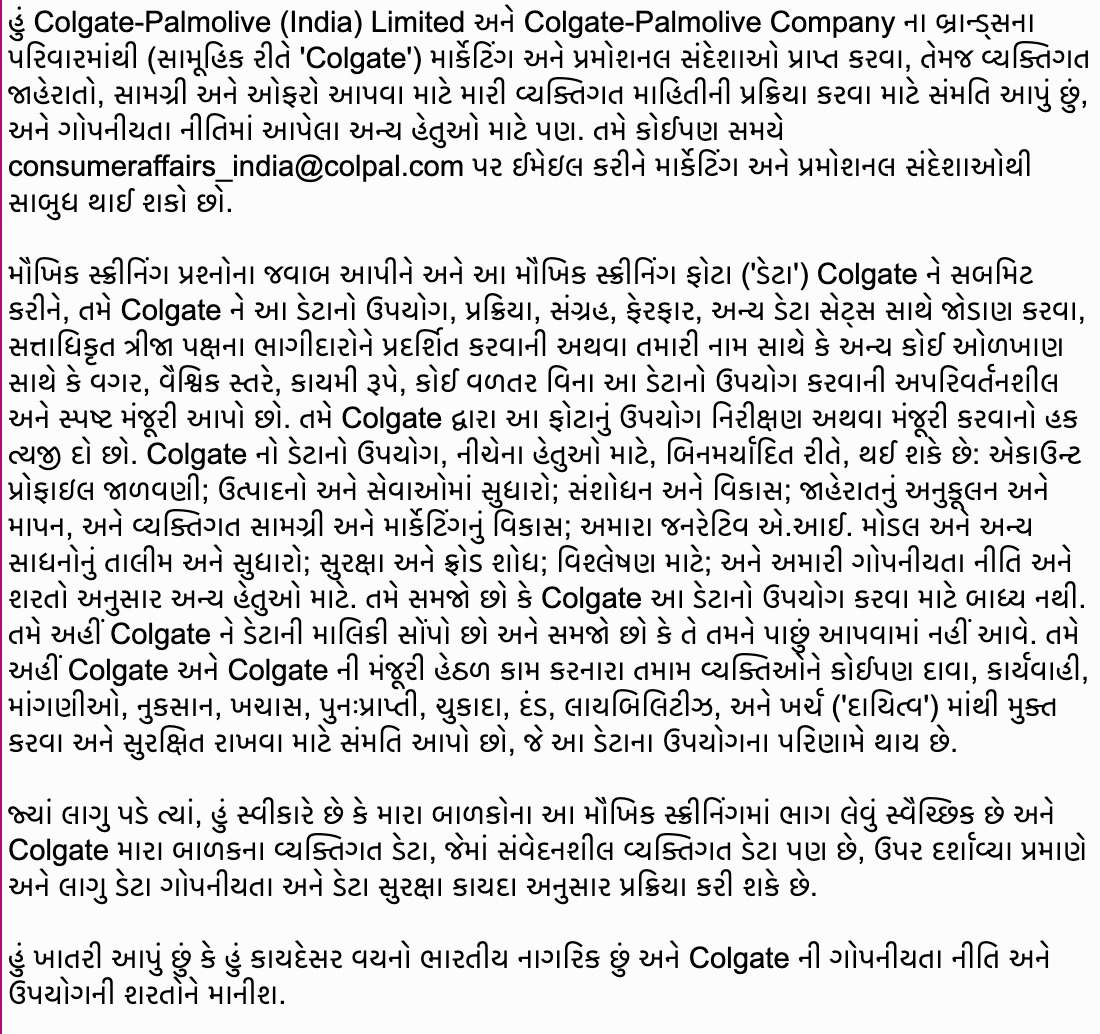 હું Colgate-Palmolive (India) Limited અને Colgate-Palmolive Company ના બ્રાન્ડ્સના
પરિવારમાંથી (સામૂહિક રીતે 'Colgate') માર્કેટિંગ અને પ્રમોશનલ સંદેશાઓ પ્રાપ્ત કરવા, તેમજ વ્યક્તિગત
જાહેરાતો, સામગ્રી અને ઓફરો આપવા માટે મારી વ્યક્તિગત માહિતીની પ્રક્રિયા કરવા માટે સંમતિ આપું છું,
અને ગોપનીયતા નીતિમાં આપેલા અન્ય હેતુઓ માટે પણ. તમે કોઈપણ સમયે
consumeraffairs_india@colpal.com પર ઈમેઇલ કરીને માર્કેટિંગ અને પ્રમોશનલ સંદેશાઓથી
સાબુધ થાઈ શકો છો.
મૌખિક સ્ક્રીનિંગ પ્રશ્નોના જવાબ આપીને અને આ મૌખિક સ્ક્રીનિંગ ફોટા ('ડેટા') Colgate ને સબમિટ
કરીને, તમે Colgate ને આ ડેટાનો ઉપયોગ, પ્રક્રિયા, સંગ્રહ, ફેરફાર, અન્ય ડેટા સેટ્સ સાથે જોડાણ કરવા,
સત્તાધિકૃત ત્રીજા પક્ષના ભાગીદારોને પ્રદર્શિત કરવાની અથવા તમારી નામ સાથે કે અન્ય કોઈ ઓળખાણ
સાથે કે વગર, વૈશ્વિક સ્તરે, કાયમી રૂપે, કોઈ વળતર વિના આ ડેટાનો ઉપયોગ કરવાની અપરિવર્તનશીલ
અને સ્પષ્ટ મંજૂરી આપો છો. તમે Colgate દ્વારા આ ફોટાનું ઉપયોગ નિરીક્ષણ અથવા મંજૂરી કરવાનો હક
ત્યજી દો છો. Colgate નો ડેટાનો ઉપયોગ, નીચેના હેતુઓ માટે, બિનમર્યાદિત રીતે, થઈ શકે છે: એકાઉન્ટ
પ્રોફાઇલ જાળવણી; ઉત્પાદનો અને સેવાઓમાં સુધારો; સંશોધન અને વિકાસ; જાહેરાતનું અનુકૂલન અને
માપન, અને વ્યક્તિગત સામગ્રી અને માર્કેટિંગનું વિકાસ; અમારા જનરેટિવ એ.આઈ. મોડલ અને અન્ય
સાધનોનું તાલીમ અને સુધારો; સુરક્ષા અને ફ્રોડ શોધ; વિશ્લેષણ માટે; અને અમારી ગોપનીયતા નીતિ અને
શરતો અનુસાર અન્ય હેતુઓ માટે. તમે સમજો છો કે Colgate આ ડેટાનો ઉપયોગ કરવા માટે બાધ્ય નથી.
તમે અહીં Colgate ને ડેટાની માલિકી સોંપો છો અને સમજો છો કે તે તમને પાછું આપવામાં નહીં આવે. તમે
અહીં Colgate અને Colgate ની મંજૂરી હેઠળ કામ કરનારા તમામ વ્યક્તિઓને કોઈપણ દાવા, કાર્યવાહી,
માંગણીઓ, નુકસાન, ખચાસ, પુનઃપ્રાપ્તી, ચુકાદા, દંડ, લાયબિલિટીઝ, અને ખર્ચ ('દાયિત્વ') માંથી મુક્ત
કરવા અને સુરક્ષિત રાખવા માટે સંમતિ આપો છો, જે આ ડેટાના ઉપયોગના પરિણામે થાય છે.
જ્યાં લાગુ પડે ત્યાં, હું સ્વીકારે છે કે મારા બાળકોના આ મૌખિક સ્ક્રીનિંગમાં ભાગ લેવું સ્વૈચ્છિક છે અને
Colgate મારા બાળકના વ્યક્તિગત ડેટા, જેમાં સંવેદનશીલ વ્યક્તિગત ડેટા પણ છે, ઉપર દર્શાવ્યા પ્રમાણે
અને લાગુ ડેટા ગોપનીયતા અને ડેટા સુરક્ષા કાયદા અનુસાર પ્રક્રિયા કરી શકે છે.
હું ખાતરી આપું છું કે હું કાયદેસર વયનો ભારતીય નાગરિક છું અને Colgate ની ગોપનીયતા નીતિ અને
ઉપયોગની શરતોને માનીશ.